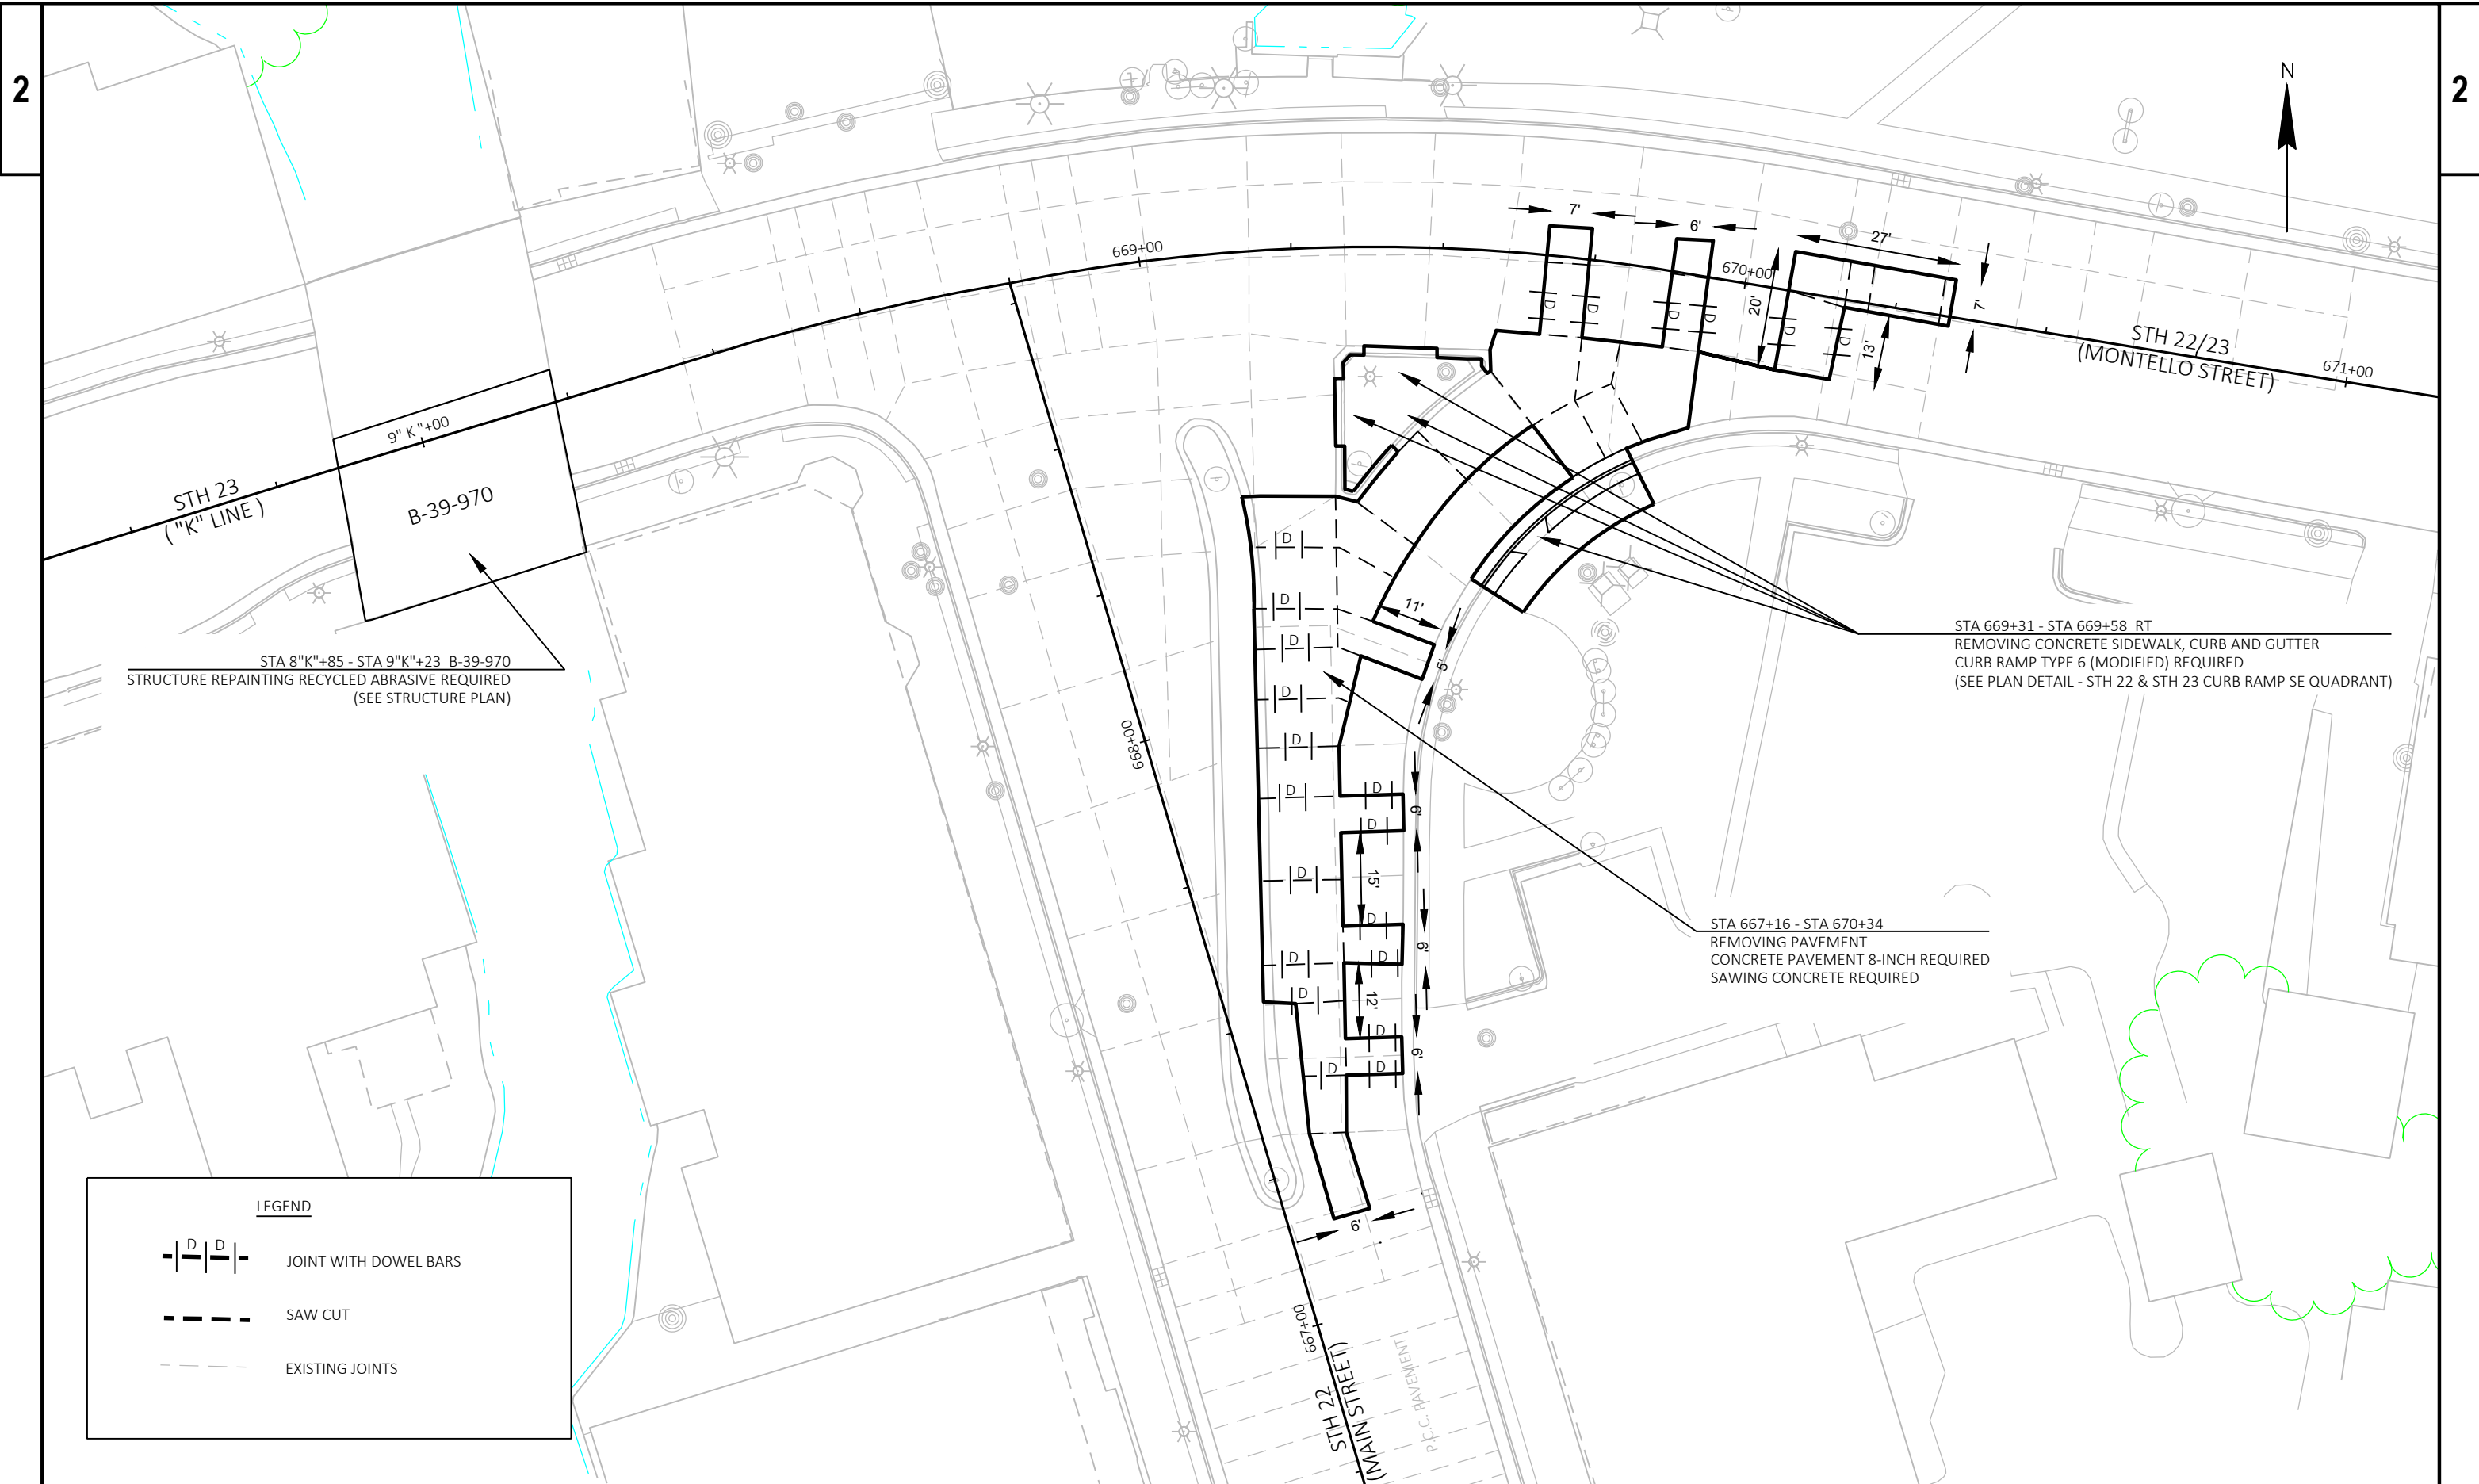 2
2
N
7'
6'
27'
669+00
670+00
20'
7'
13'
STH 22/23
(MONTELLO STREET)
671+00
D
D
D
D
D
D
9" K "+00
STH 23
( "K" LINE )
B-39-970
STA 8"K"+85 - STA 9"K"+23 B-39-970
STRUCTURE REPAINTING RECYCLED ABRASIVE REQUIRED
(SEE STRUCTURE PLAN)
D
D
D
D
D
D
D
D
D
D
11'
5'
STA 669+31 - STA 669+58 RT
REMOVING CONCRETE SIDEWALK, CURB AND GUTTER
CURB RAMP TYPE 6 (MODIFIED) REQUIRED
(SEE PLAN DETAIL - STH 22 & STH 23 CURB RAMP SE QUADRANT)
668+00
D
D
D
D
D
D
6'
15'
6'
12'
6'
6'
STA 667+16 - STA 670+34
REMOVING PAVEMENT
CONCRETE PAVEMENT 8-INCH REQUIRED
SAWING CONCRETE REQUIRED
667+00
STH 22
(MAIN STREET)
P.C.C. PAVEMENT
LEGEND
D D
JOINT WITH DOWEL BARS
SAW CUT
EXISTING JOINTS